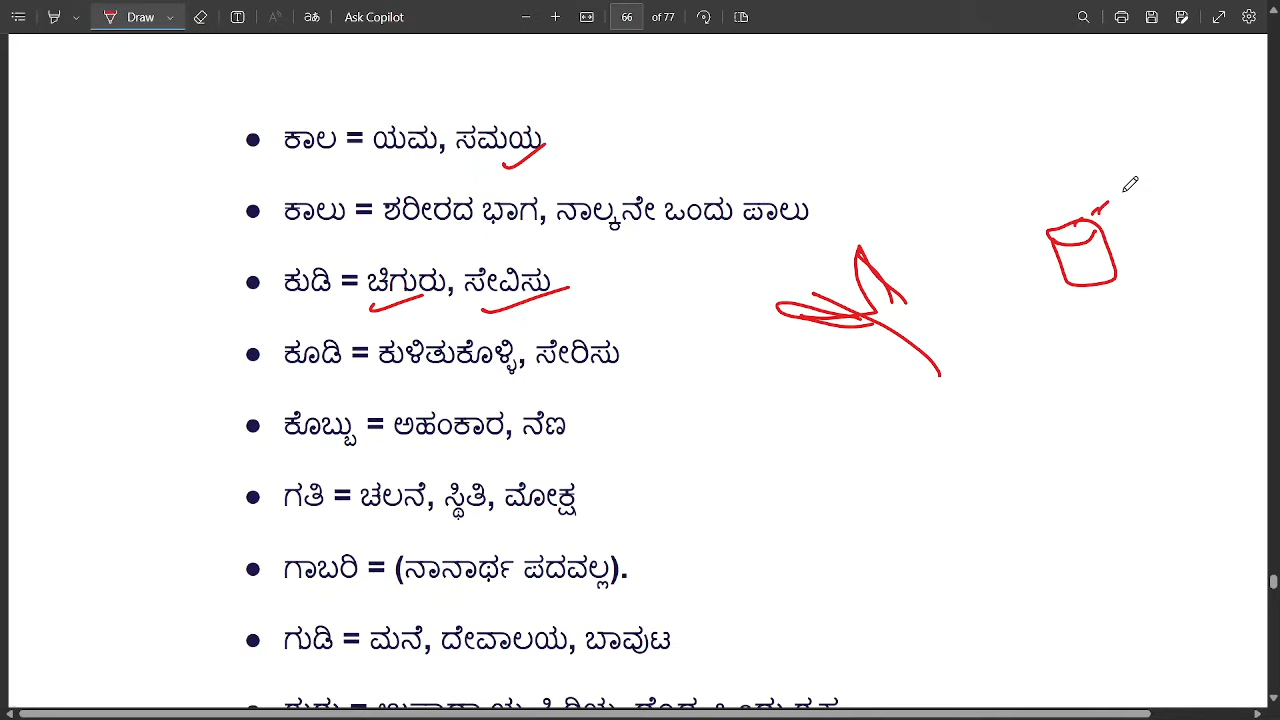 Draw
Ask Copilot
66 of 77
ಕಾಲ = ಯಮ, ಸಮಯ
ಕಾಲು = ಶರೀರದ ಭಾಗ, ನಾಲ್ಕನೇ ಒಂದು ಪಾಲು
ಕುಡಿ = ಚಿಗುರು, ಸೇವಿಸು
ಕೂಡಿ = ಕುಳಿತುಕೊಳ್ಳಿ, ಸೇರಿಸು
ಕೊಬ್ಬು = ಅಹಂಕಾರ, ನೆಣ
ಗತಿ = ಚಲನೆ, ಸ್ಥಿತಿ, ಮೋಕ್ಷ
ಗಾಬರಿ = (ನಾನಾರ್ಥ ಪದವಲ್ಲ).
ಗುಡಿ = ಮನೆ, ದೇವಾಲಯ, ಬಾವುಟ